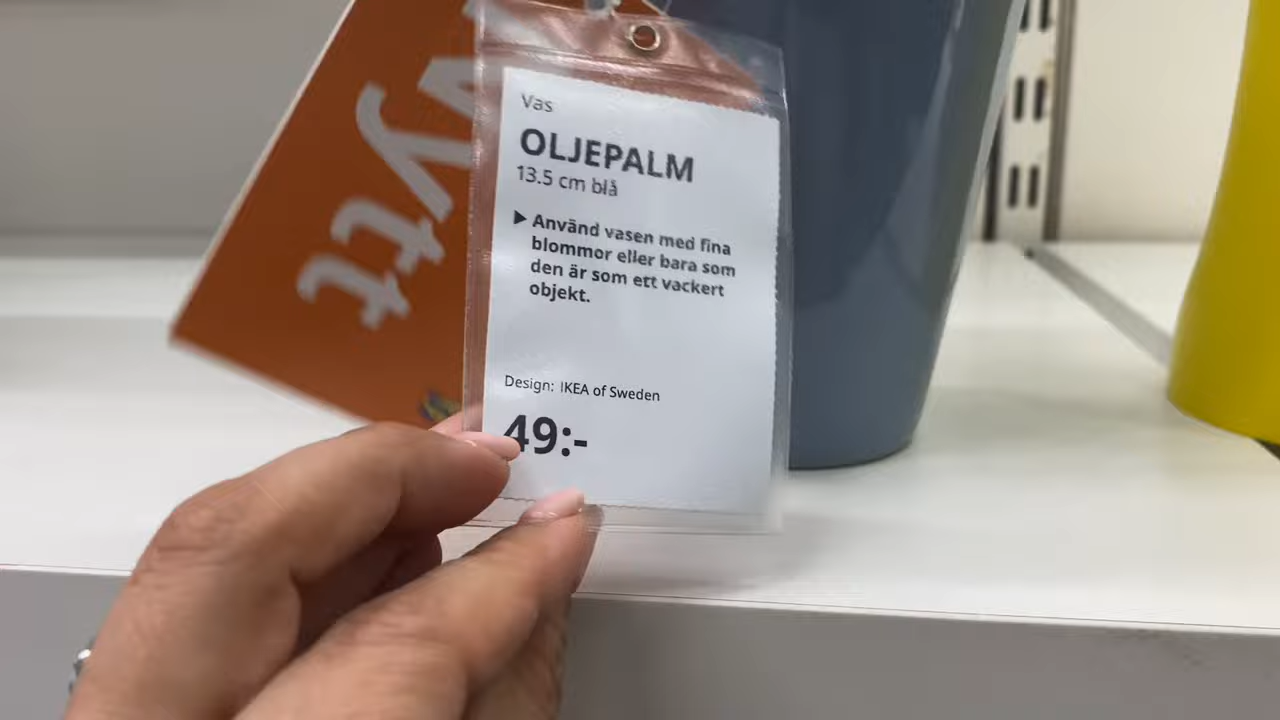 Nytt
Vas
OLJEPALM
13.5 cm blå
▶ Använd vasen med fina
blommor eller bara som
den är som ett vackert
objekt.
Design: IKEA of Sweden
49:-